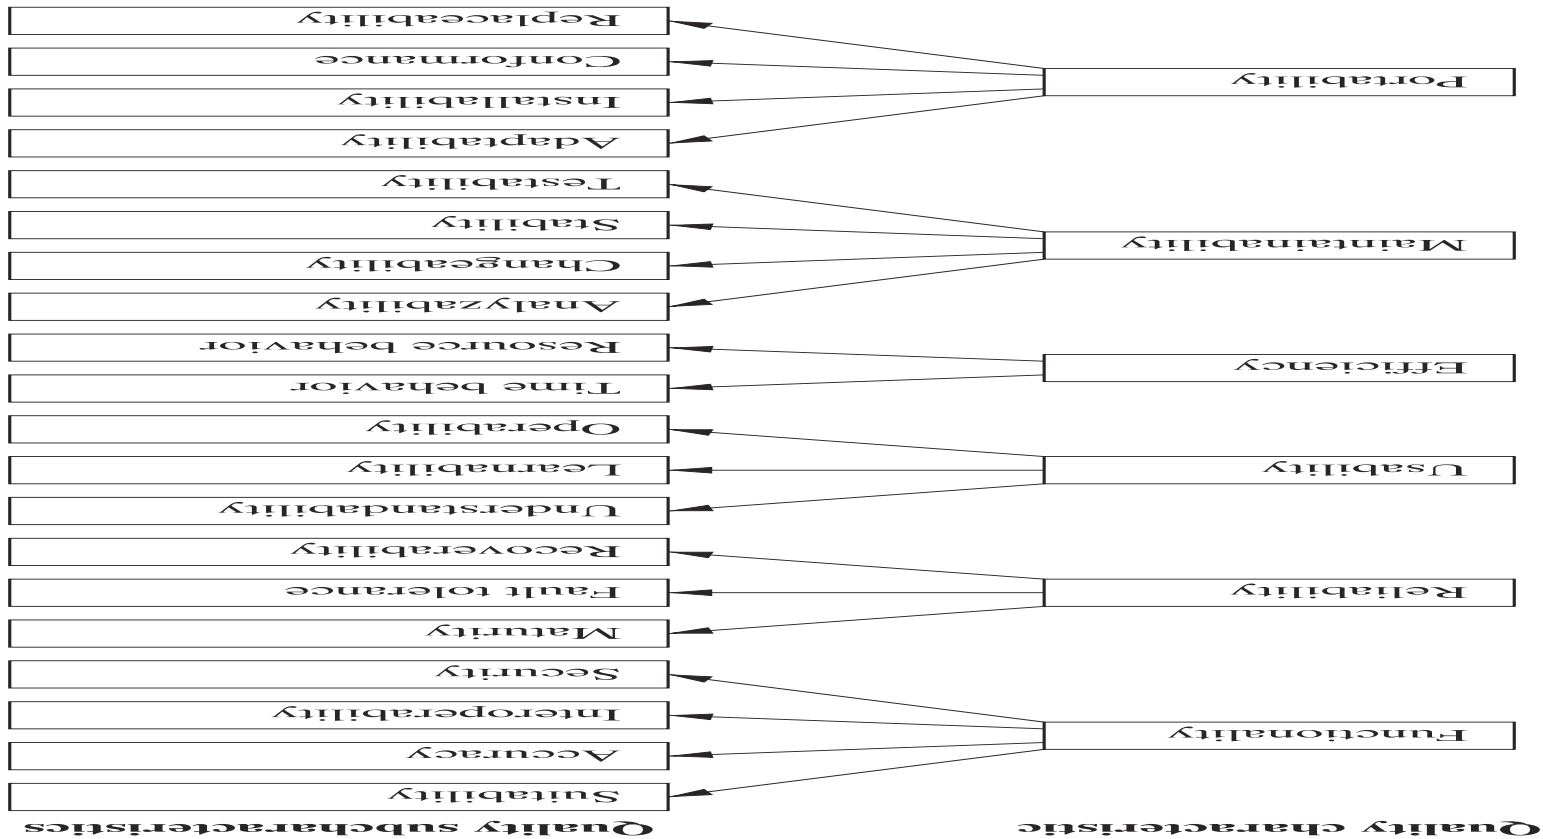 Quality characteristic
Quality subcharacteristics
Functionality
Suitability
Accuracy
Interoperability
Security
Reliability
Maturity
Fault tolerance
Recoverability
Usability
Understandability
Learnability
Operability
Efficiency
Time behavior
Resource behavior
Maintainability
Analyzability
Changeability
Stability
Testability
Portability
Adaptability
Installability
Conformance
Replaceability